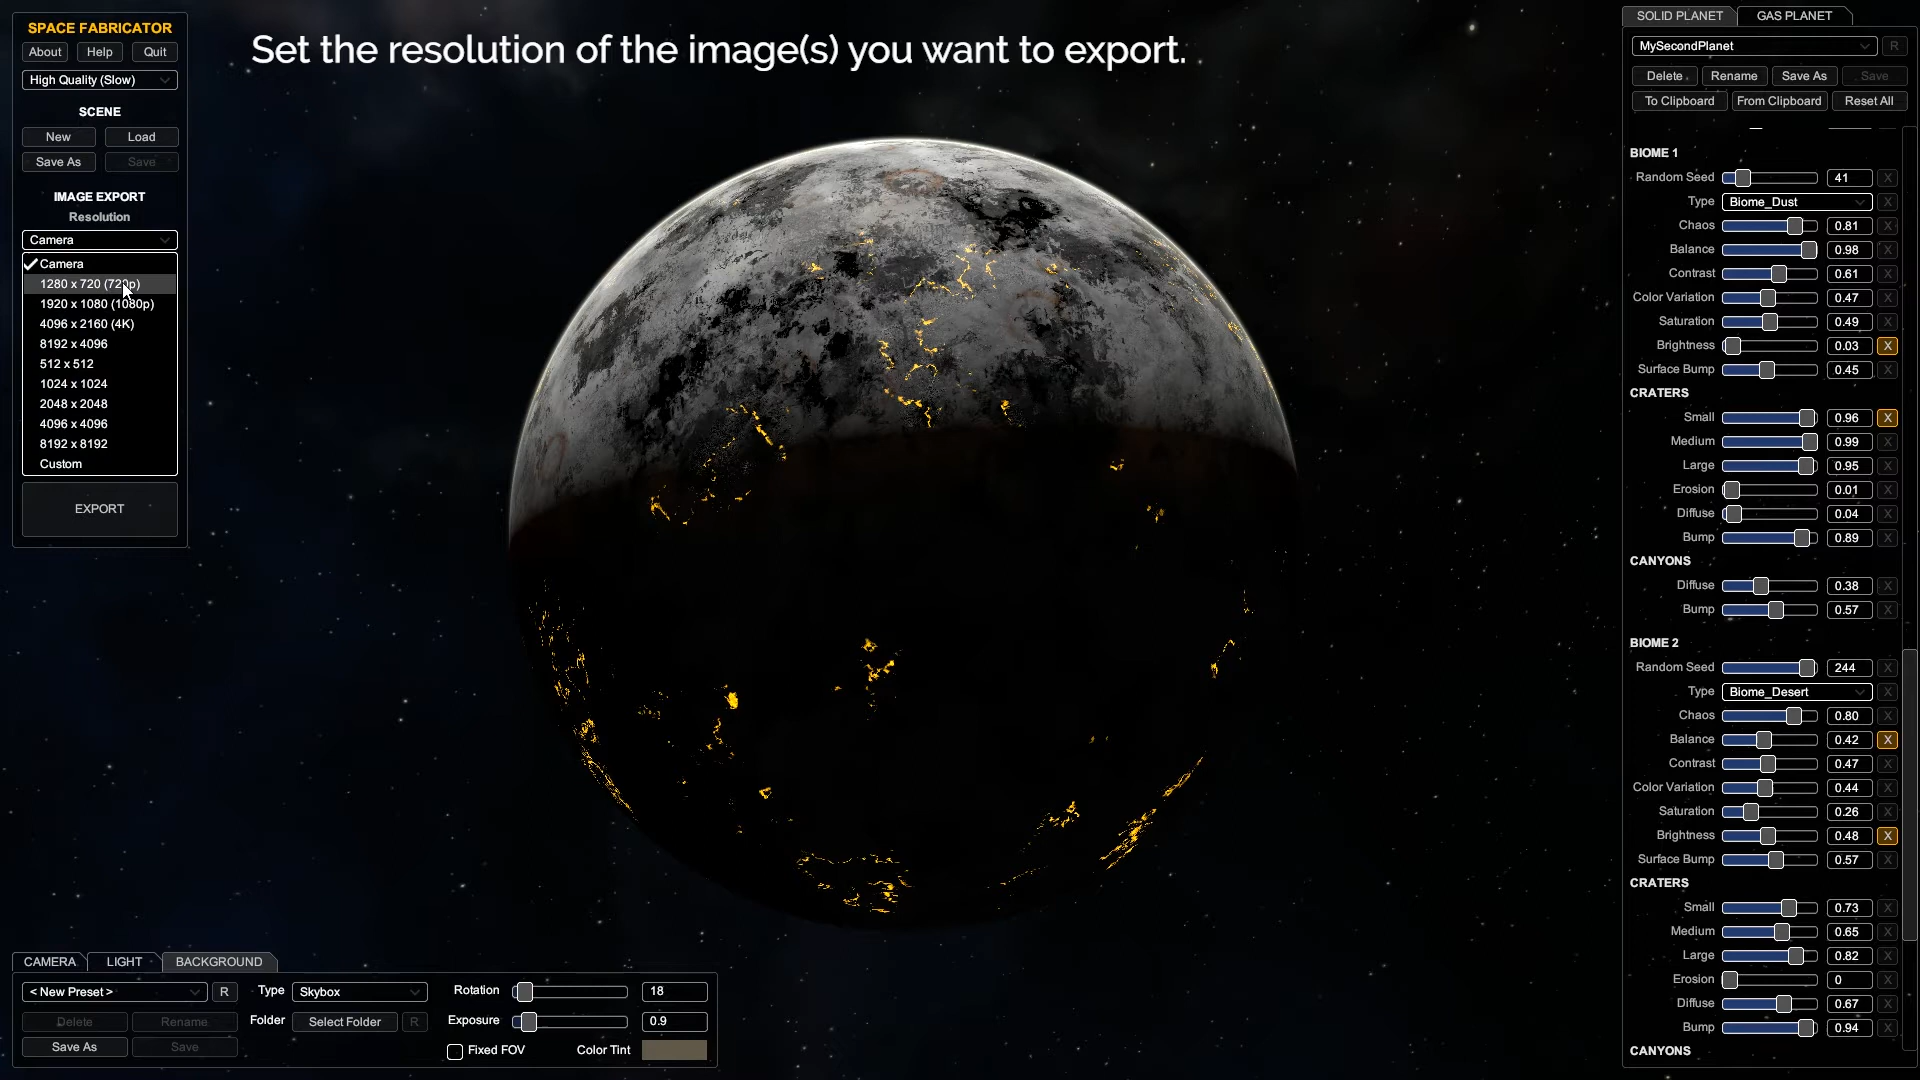 SPACE FABRICATOR
About Help Quit
High Quality (Slow)
SCENE
New Load
Save As Save
IMAGE EXPORT
Resolution
Camera
Camera
1280 x 720 (720p)
1920 x 1080 (1080p)
4096 x 2160 (4K)
8192 x 4096
512 x 512
1024 x 1024
2048 x 2048
4096 x 4096
8192 x 8192
Custom
EXPORT
Set the resolution of the image(s) you want to export.
SOLID PLANET GAS PLANET
MySecondPlanet R
Delete Rename Save As Save
To Clipboard From Clipboard Reset All
BIOME 1
Random Seed 41 X
Type Biome_Dust X
Chaos 0.81 X
Balance 0.98 X
Contrast 0.61 X
Color Variation 0.47 X
Saturation 0.49 X
Brightness 0.03 X
Surface Bump 0.45 X
CRATERS
Small 0.96 X
Medium 0.99 X
Large 0.95 X
Erosion 0.01 X
Diffuse 0.04 X
Bump 0.89 X
CANYONS
Diffuse 0.38 X
Bump 0.57 X
BIOME 2
Random Seed 244 X
Type Biome_Desert X
Chaos 0.80 X
Balance 0.42 X
Contrast 0.47 X
Color Variation 0.44 X
Saturation 0.26 X
Brightness 0.48 X
Surface Bump 0.57 X
CRATERS
Small 0.73 X
Medium 0.65 X
Large 0.82 X
Erosion 0 X
Diffuse 0.67 X
Bump 0.94 X
CANYONS
CAMERA LIGHT BACKGROUND
< New Preset > R Type Skybox Rotation 18
Delete Rename Folder Select Folder R Exposure 0.9
Save As Save Fixed FOV Color Tint